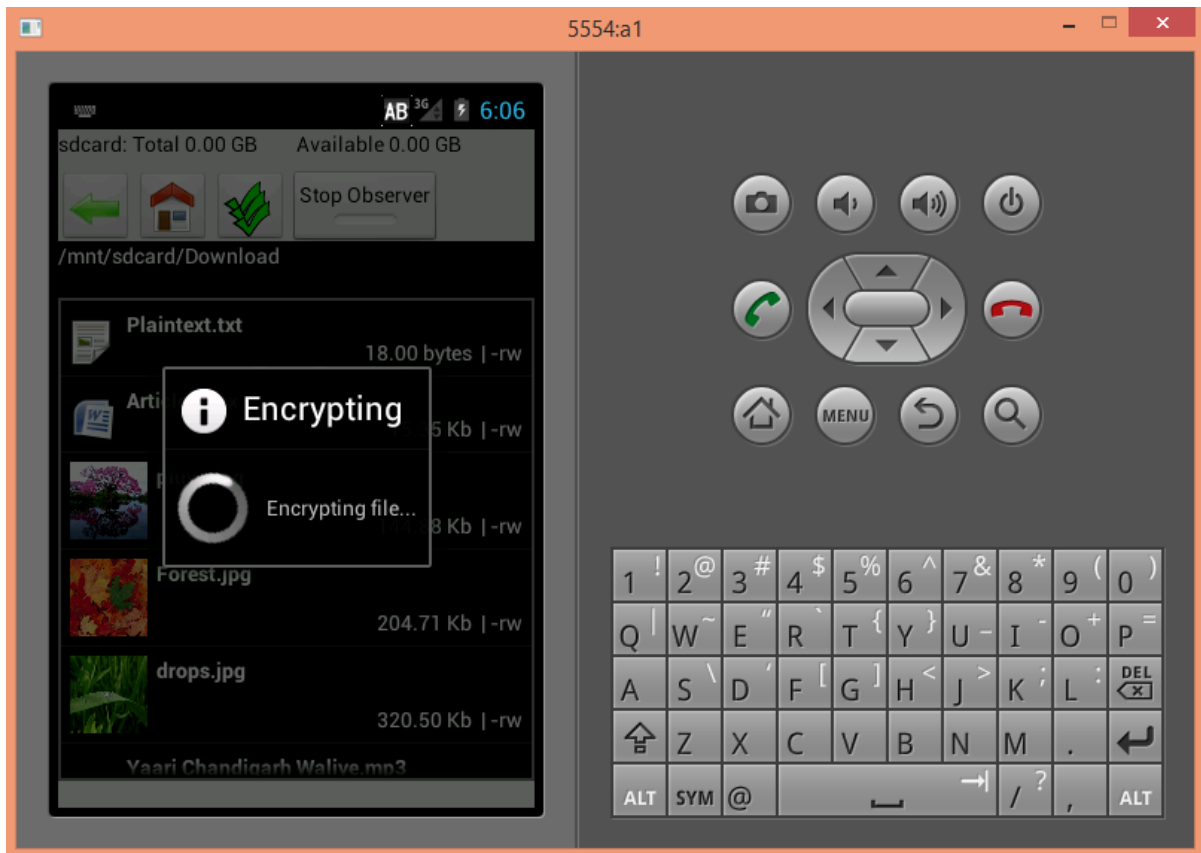 5554:a1
AB 3G 6:06
sdcard: Total 0.00 GB Available 0.00 GB
Stop Observer
/mnt/sdcard/Download
Plaintext.txt
18.00 bytes | -rw
5 Kb | -rw
8 Kb | -rw
Encrypting
Encrypting file...
Forest.jpg
204.71 Kb | -rw
drops.jpg
320.50 Kb | -rw
Yaari Chandigarh Walive.mp3
MENU
1 ! 2 @ 3 # 4 $ 5 % 6 ^ 7 & 8 * 9 ( 0 )
Q | W ~ E " R ` T { Y } U _ I - O + P =
A S \ D ' F [ G ] H < J > K ; L : DEL
Z X C V B N M .
ALT SYM @ / ? , ALT